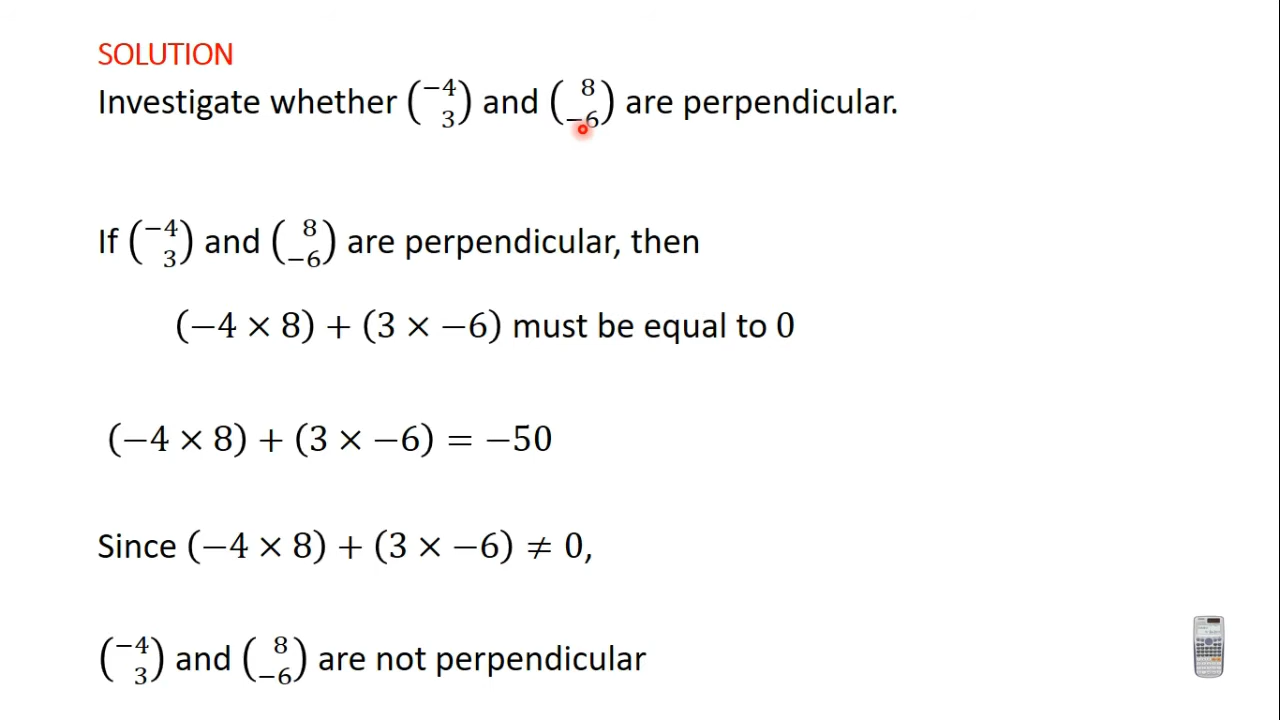 SOLUTION
Investigate whether (−4 3) and (8 −6) are perpendicular.
If (−4 3) and (8 −6) are perpendicular, then
(−4 × 8) + (3 × −6) must be equal to 0
(−4 × 8) + (3 × −6) = −50
Since (−4 × 8) + (3 × −6) ≠ 0,
(−4 3) and (8 −6) are not perpendicular